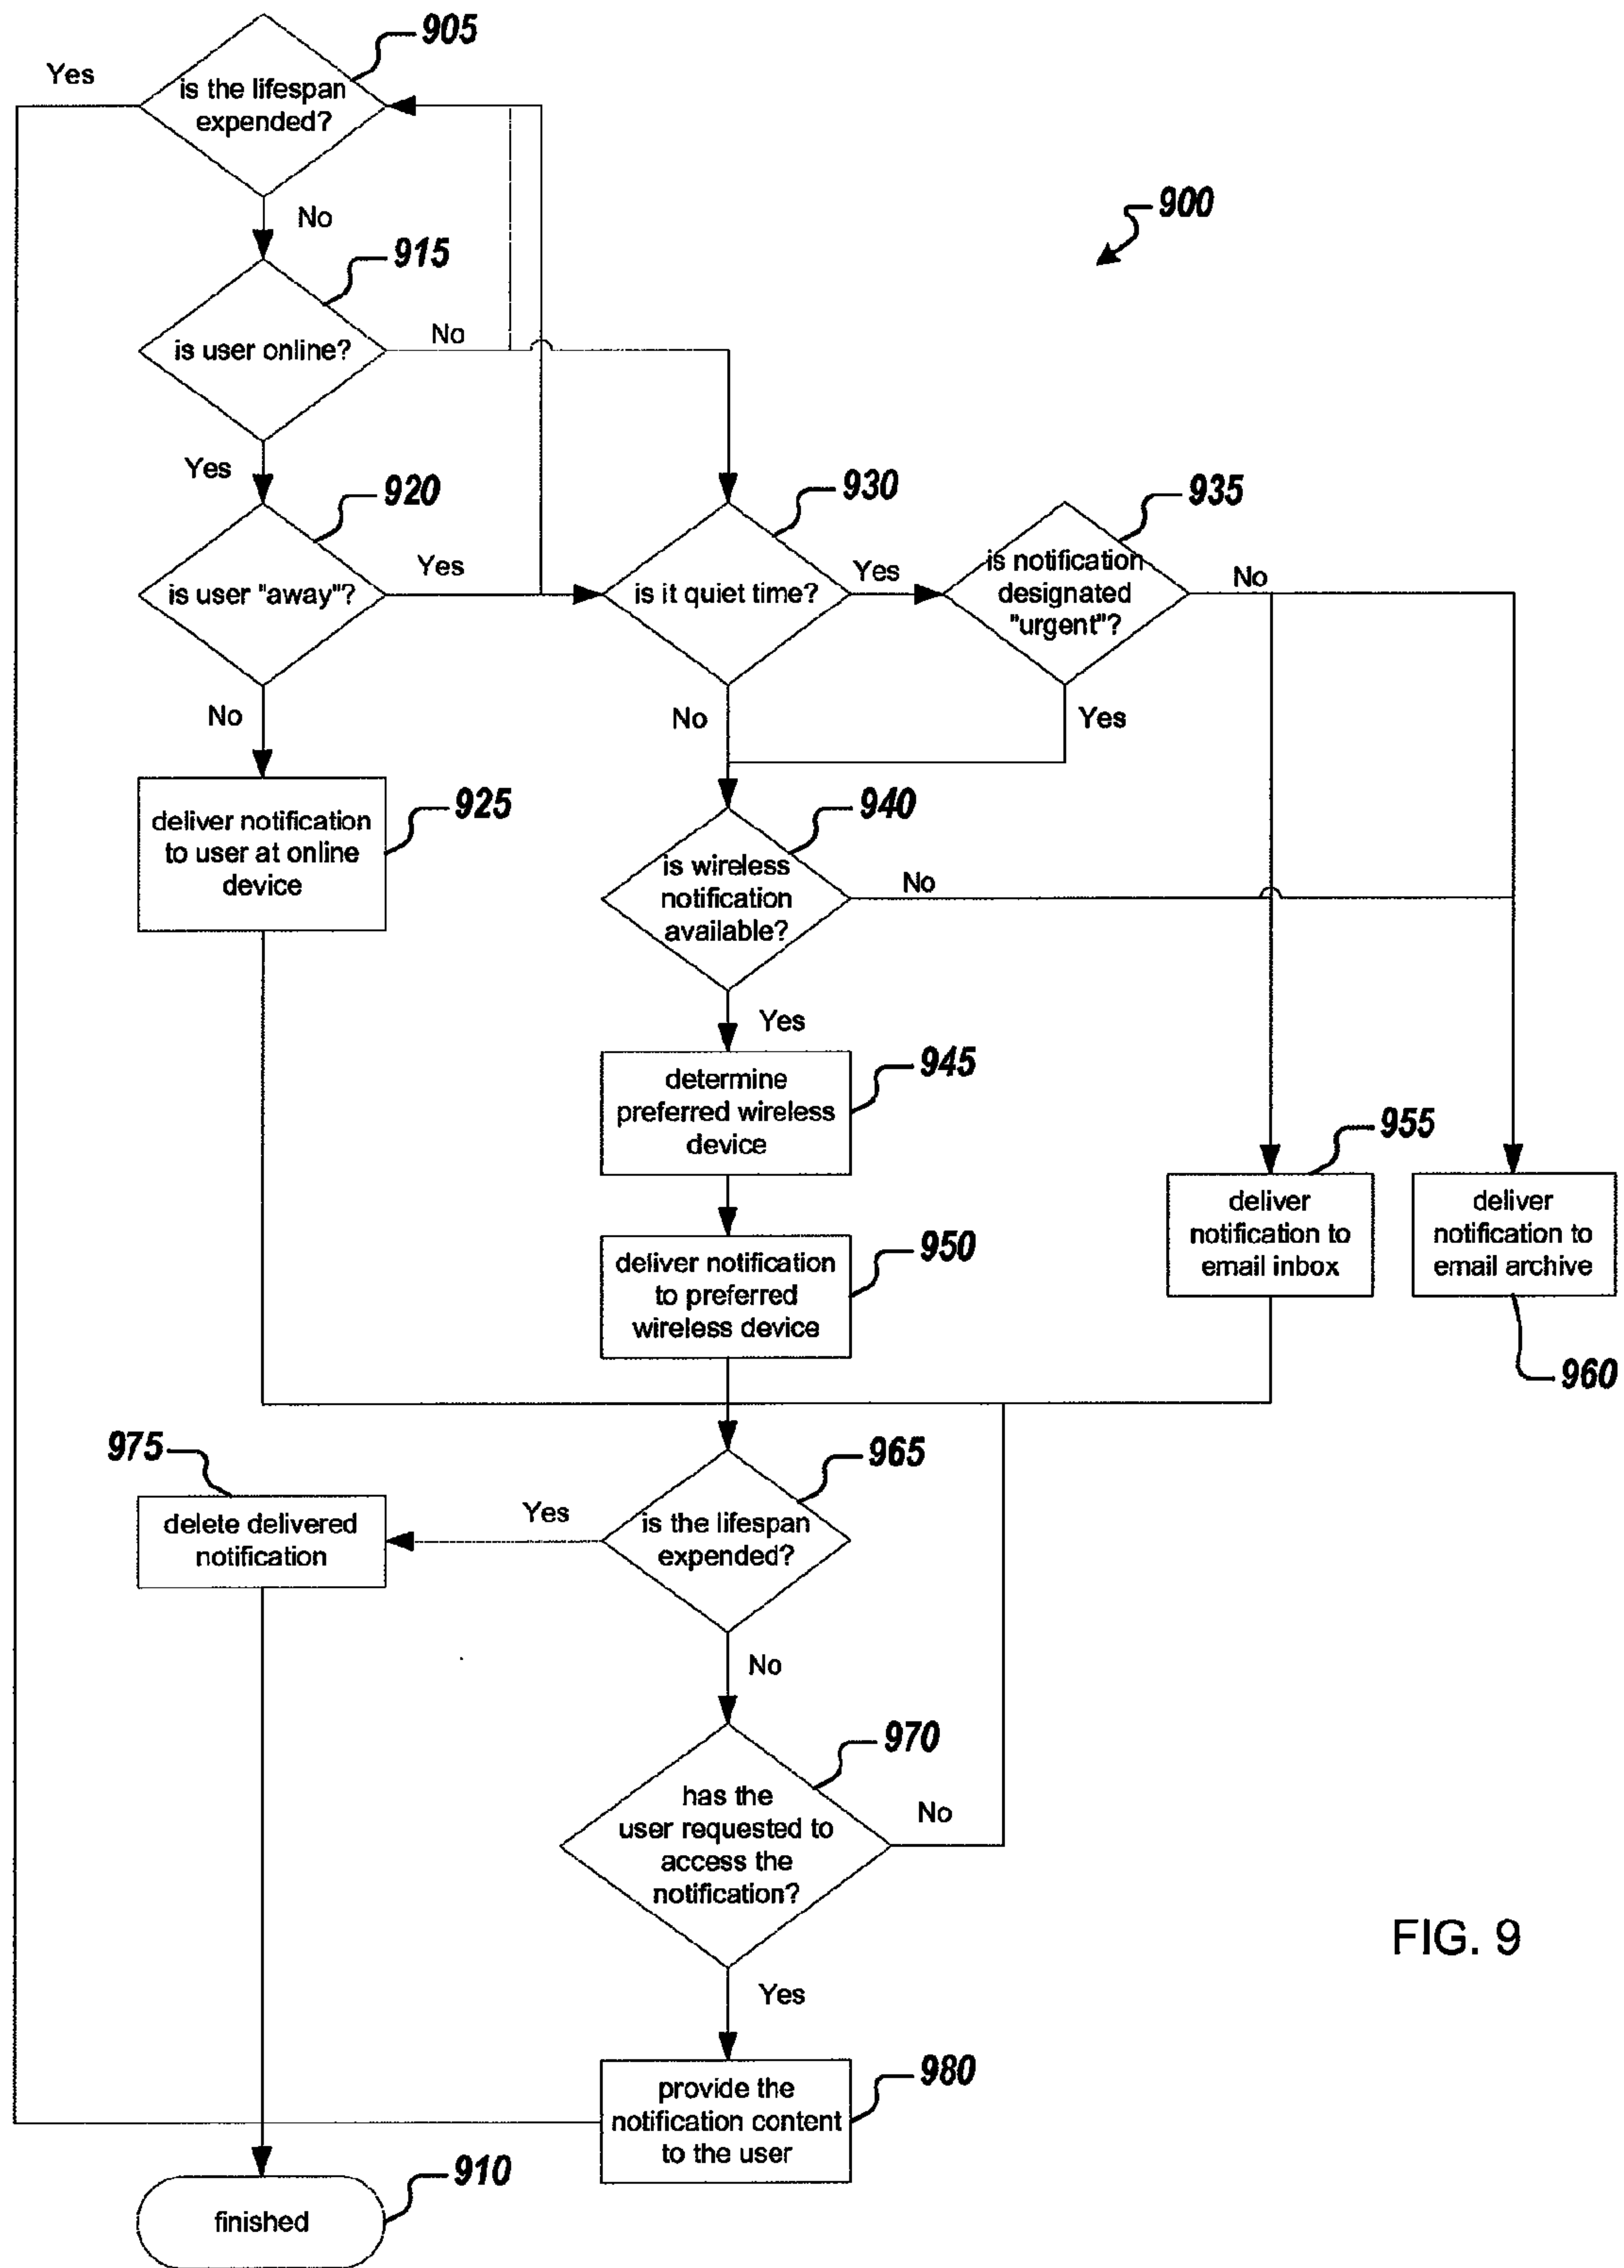 905
Yes
is the lifespan
expended?
No
900
915
is user online?
No
Yes
920
is user "away"?
Yes
930
is it quiet time?
Yes
935
is notification
designated
"urgent"?
No
No
No
Yes
925
deliver notification
to user at online
device
940
is wireless
notification
available?
No
Yes
945
determine
preferred wireless
device
955
deliver
notification to
email inbox
deliver
notification to
email archive
960
950
deliver notification
to preferred
wireless device
975
delete delivered
notification
Yes
965
is the lifespan
expended?
No
970
has the
user requested to
access the
notification?
No
Yes
FIG. 9
980
provide the
notification content
to the user
910
finished